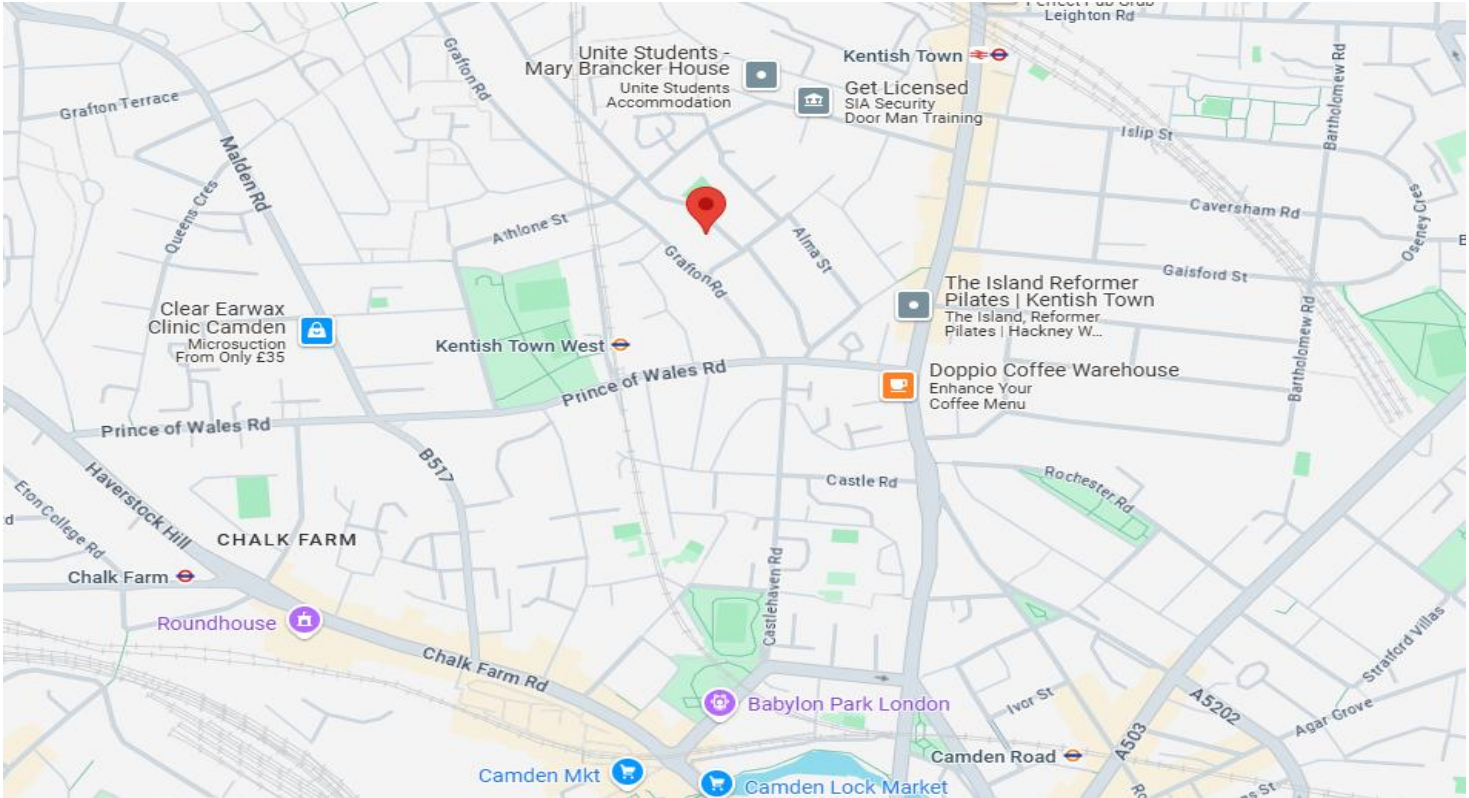 Perfect Pub Grub
Leighton Rd
Grafton Rd
Unite Students -
Mary Brancker House
Unite Students
Accommodation
Kentish Town
Get Licensed
SIA Security
Door Man Training
Bartholomew Rd
Grafton Terrace
Islip St
Malden Rd
Queens Cres
Athlone St
Alma St
Caversham Rd
Oseney Cres
Grafton Rd
Gaisford St
The Island Reformer
Pilates | Kentish Town
The Island, Reformer
Pilates | Hackney W...
Clear Earwax
Clinic Camden
Microsuction
From Only £35
Kentish Town West
Bartholomew Rd
Prince of Wales Rd
Doppio Coffee Warehouse
Enhance Your
Coffee Menu
Prince of Wales Rd
B517
Haverstock Hill
Castle Rd
Rochester Rd
Eton College Rd
CHALK FARM
Chalk Farm
Roundhouse
Castlehaven Rd
Stratford Villas
Chalk Farm Rd
Babylon Park London
Ivor St
A5202
Agar Grove
A503
Camden Road
Camden Mkt
Camden Lock Market